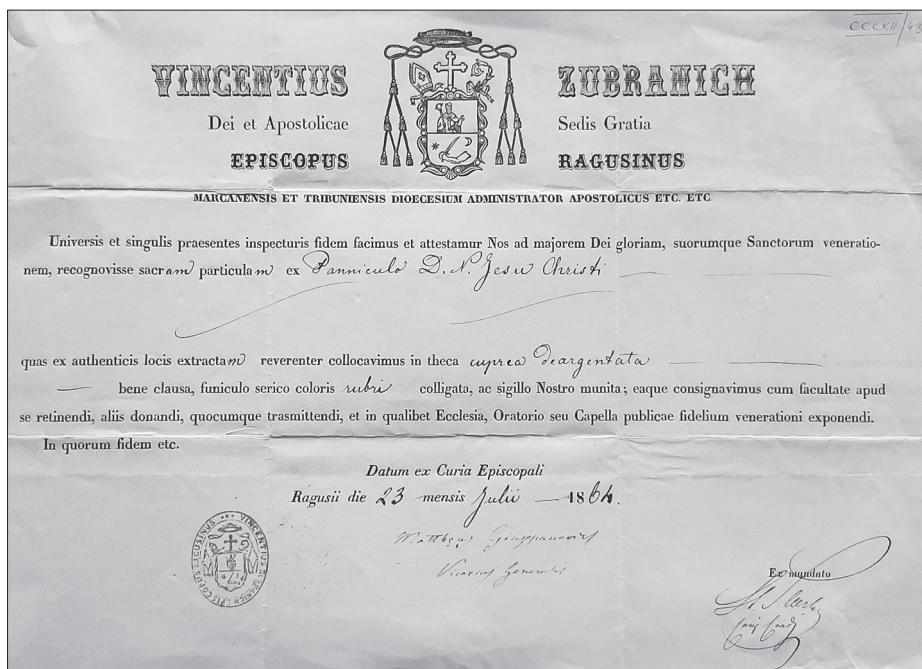 CCCXII/43
VINCENTIUS ZUBRANICH
Dei et Apostolicae Sedis Gratia
EPISCOPUS RAGUSINUS
MARCANENSIS ET TRIBUNIENSIS DIOECESIUM ADMINISTRATOR APOSTOLICUS ETC. ETC.
Universis et singulis praesentes inspecturis fidem facimus et attestamur Nos ad majorem Dei gloriam, suorumque Sanctorum veneratio-
nem, recognovisse sacram particulam ex Panniculo D. N. Jesu Christi
quas ex authenticis locis extractam reverenter collocavimus in theca cuprea deargentata
bene clausa, funiculo serico coloris rubri colligata, ac sigillo Nostro munita; eaque consignavimus cum facultate apud
se retinendi, aliis donandi, quocumque trasmittendi, et in qualibet Ecclesia, Oratorio seu Capella publicae fidelium venerationi exponendi.
In quorum fidem etc.
Datum ex Curia Episcopali
Ragusii die 23 mensis Julii 1864.
Vicarius Generalis
VINCENTIUS EPISCOPUS RAGUSINUS
Ex mandato